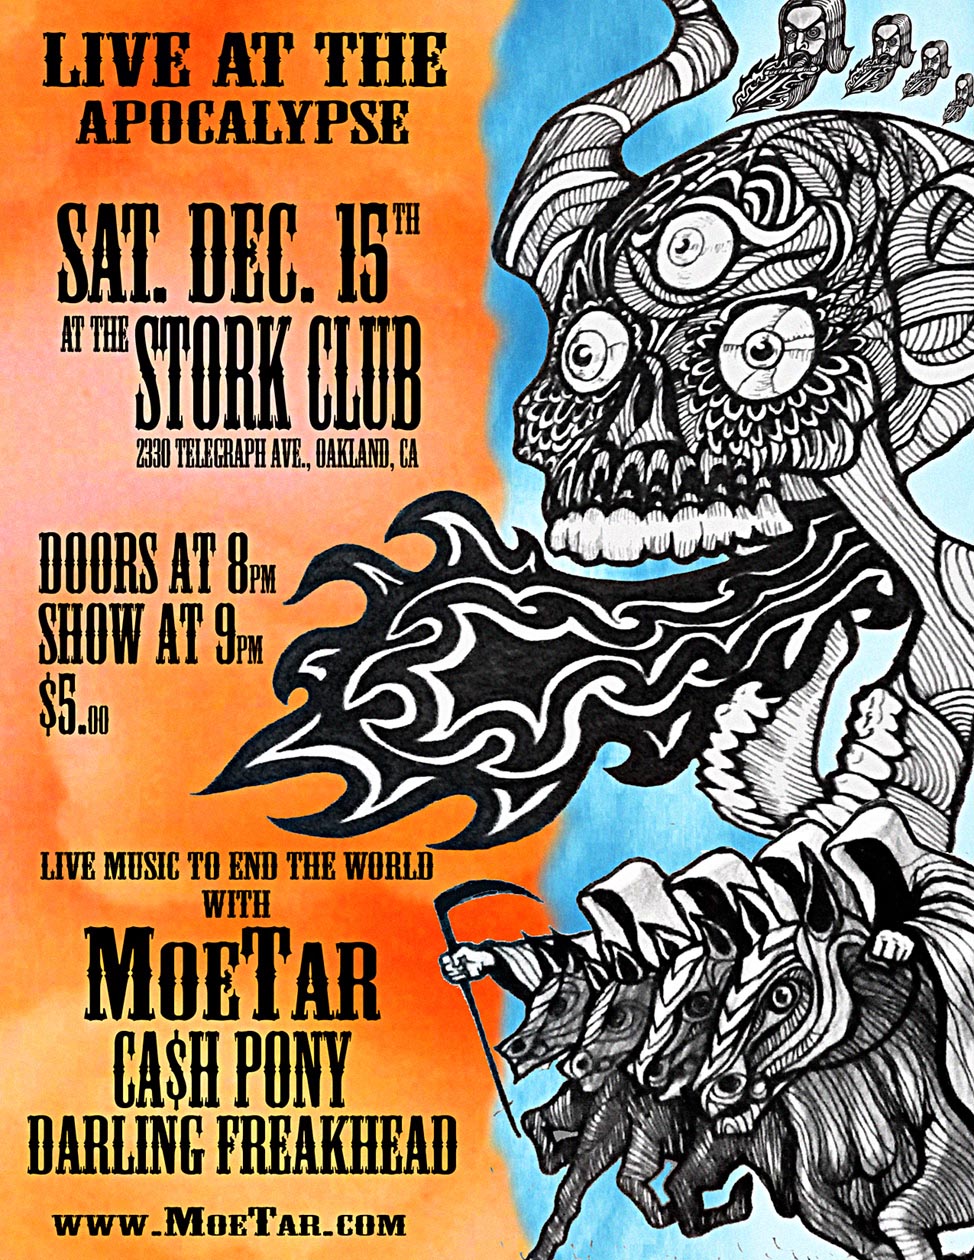 LIVE AT THE
APOCALYPSE
SAT. DEC. 15TH
AT THE STORK CLUB
2330 TELEGRAPH AVE., OAKLAND, CA
DOORS AT 8PM
SHOW AT 9PM
$5.00
LIVE MUSIC TO END THE WORLD
WITH
MOETAR
CA$H PONY
DARLING FREAKHEAD
WWW.MOETAR.COM